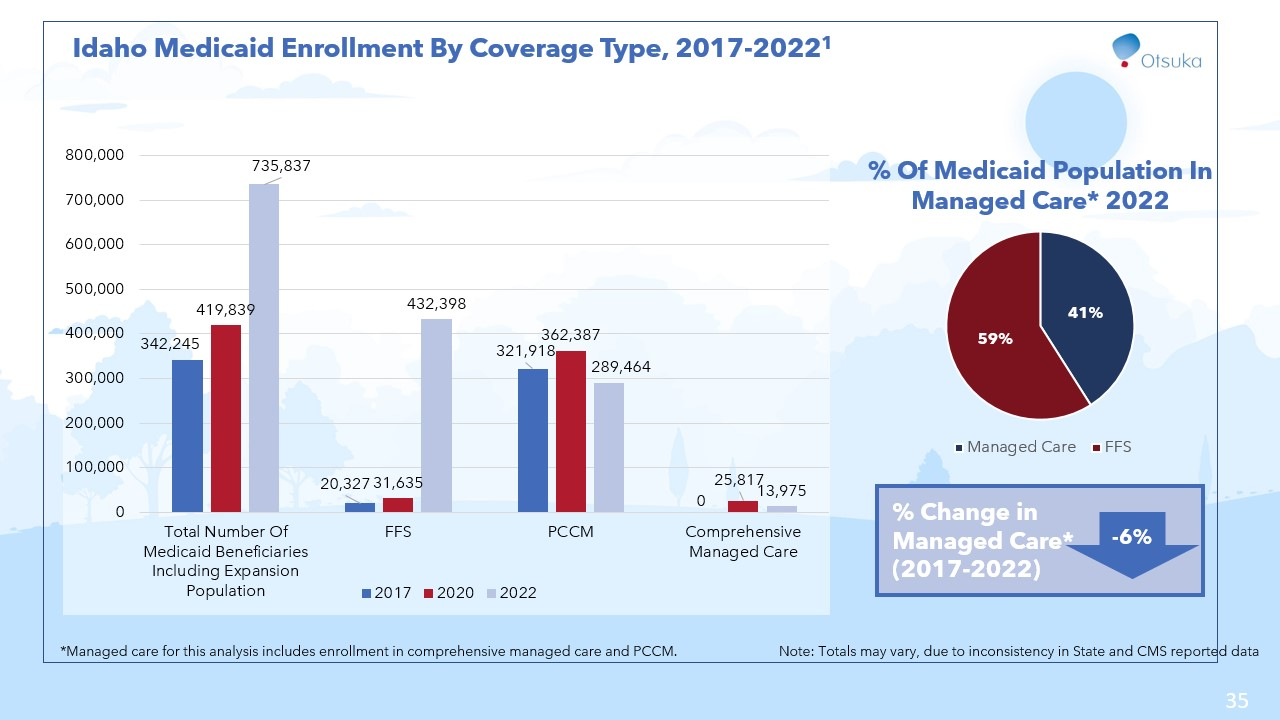 Idaho Medicaid Enrollment By Coverage Type, 2017-2022¹
Otsuka
800,000
700,000
600,000
500,000
400,000
300,000
200,000
100,000
0
342,245
419,839
735,837
20,327
31,635
432,398
321,918
362,387
289,464
0
25,817
13,975
Total Number Of
Medicaid Beneficiaries
Including Expansion
Population
FFS
PCCM
Comprehensive
Managed Care
2017 2020 2022
% Of Medicaid Population In
Managed Care* 2022
41%
59%
Managed Care FFS
% Change in
Managed Care*
(2017-2022)
-6%
*Managed care for this analysis includes enrollment in comprehensive managed care and PCCM.
Note: Totals may vary, due to inconsistency in State and CMS reported data
35